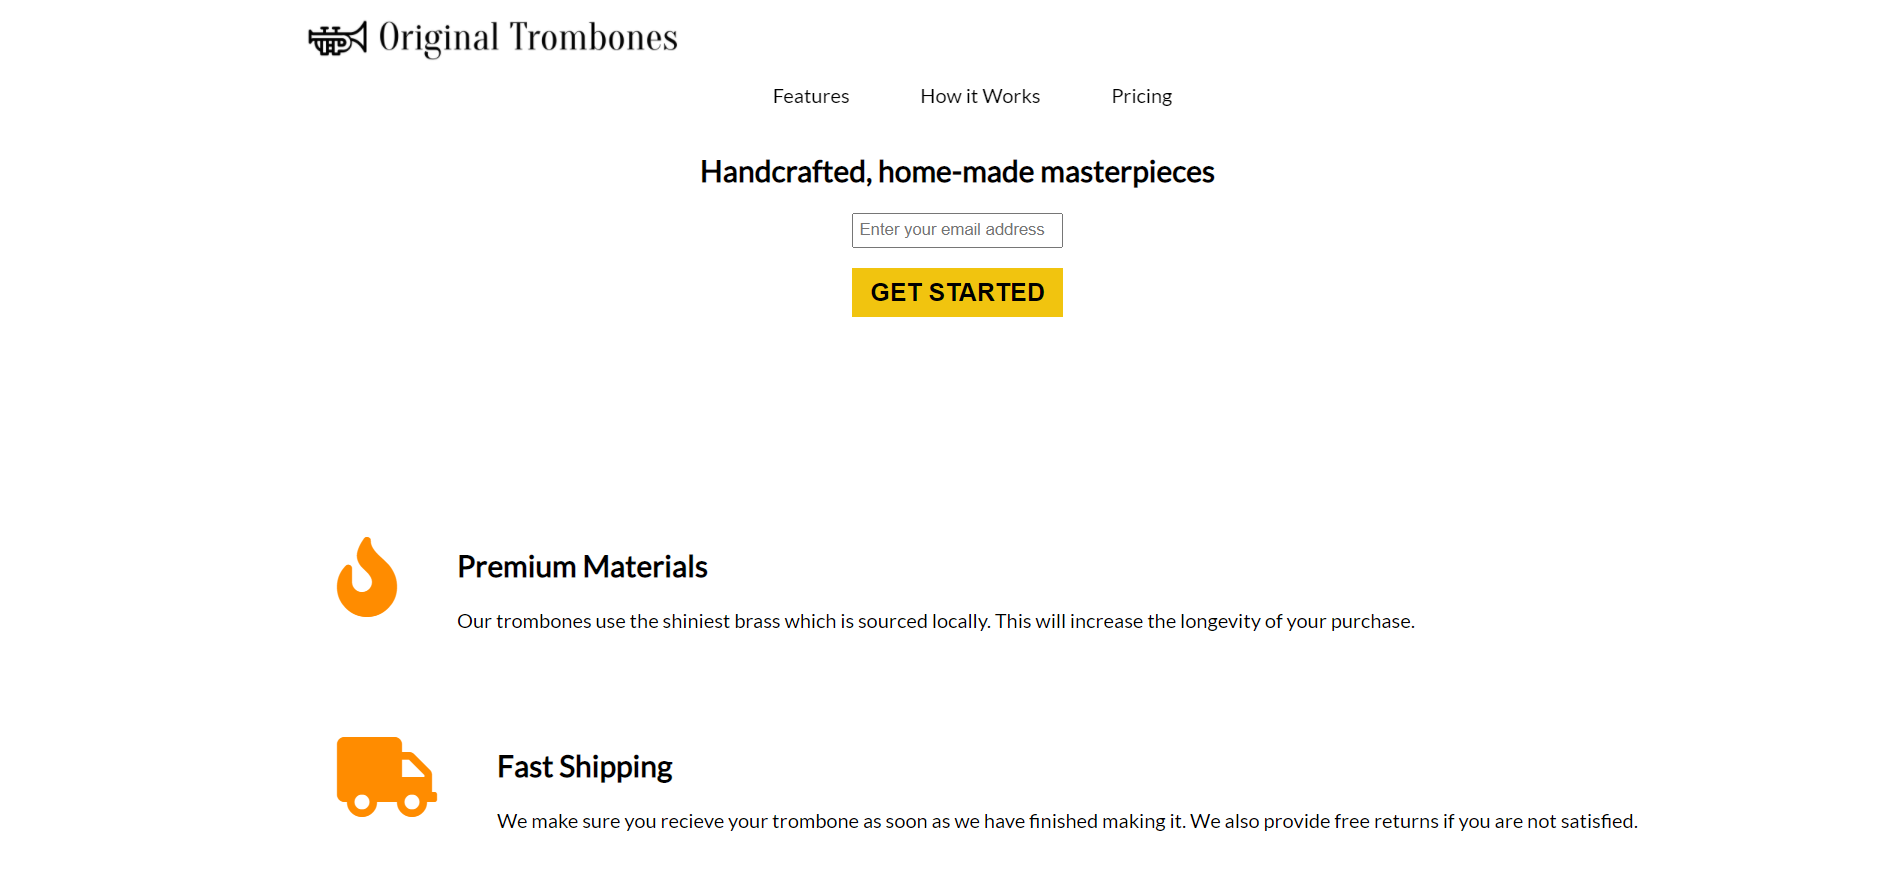 Original Trombones
Features How it Works Pricing
Handcrafted, home-made masterpieces
Enter your email address
GET STARTED
Premium Materials
Our trombones use the shiniest brass which is sourced locally. This will increase the longevity of your purchase.
Fast Shipping
We make sure you recieve your trombone as soon as we have finished making it. We also provide free returns if you are not satisfied.